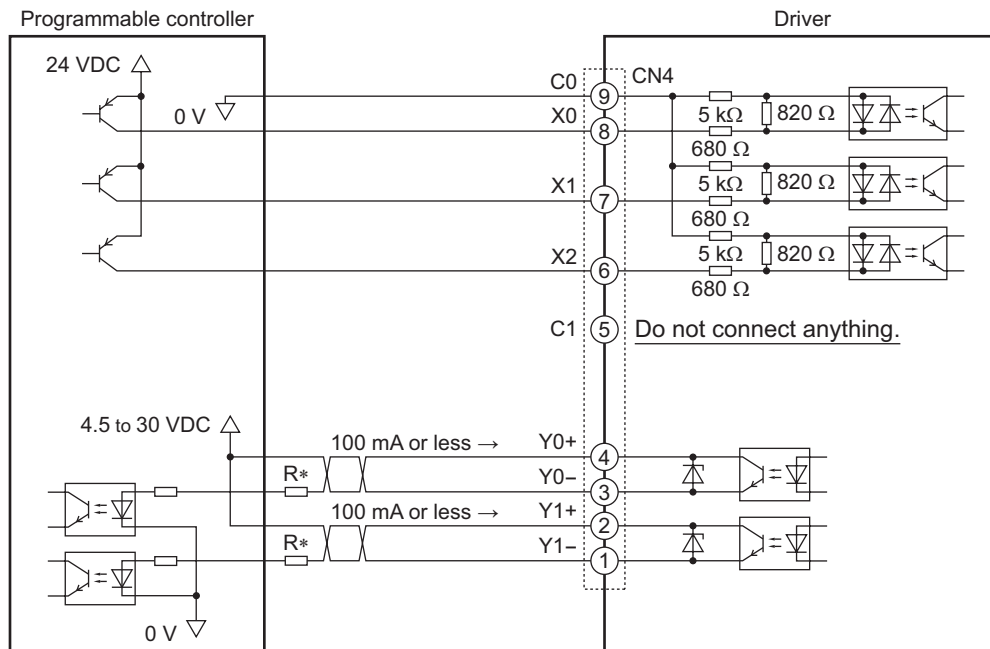 Programmable controller
Driver
24 VDC
C0
9
CN4
0 V
5 kΩ
820 Ω
X0
8
680 Ω
5 kΩ
820 Ω
X1
7
680 Ω
5 kΩ
820 Ω
X2
6
680 Ω
C1
5
Do not connect anything.
4.5 to 30 VDC
100 mA or less →
Y0+
4
R*
Y0−
3
100 mA or less →
Y1+
2
R*
Y1−
1
0 V